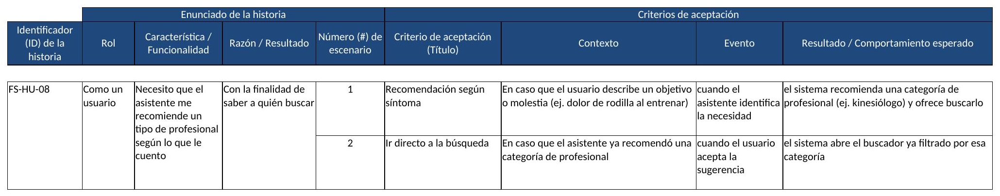 Enunciado de la historia
Criterios de aceptación
Identificador
(ID) de la
historia
Rol
Característica /
Funcionalidad
Razón / Resultado
Número (#) de
escenario
Criterio de aceptación
(Título)
Contexto
Evento
Resultado / Comportamiento esperado
FS-HU-08
Como un
usuario
Necesito que el
asistente me
recomiende un
tipo de profesional
según lo que le
cuento
Con la finalidad de
saber a quién buscar
1
Recomendación según
síntoma
En caso que el usuario describe un objetivo
o molestia (ej. dolor de rodilla al entrenar)
cuando el
asistente identifica
la necesidad
el sistema recomienda una categoría de
profesional (ej. kinesiólogo) y ofrece buscarlo
2
Ir directo a la búsqueda
En caso que el asistente ya recomendó una
categoría de profesional
cuando el usuario
acepta la
sugerencia
el sistema abre el buscador ya filtrado por esa
categoría